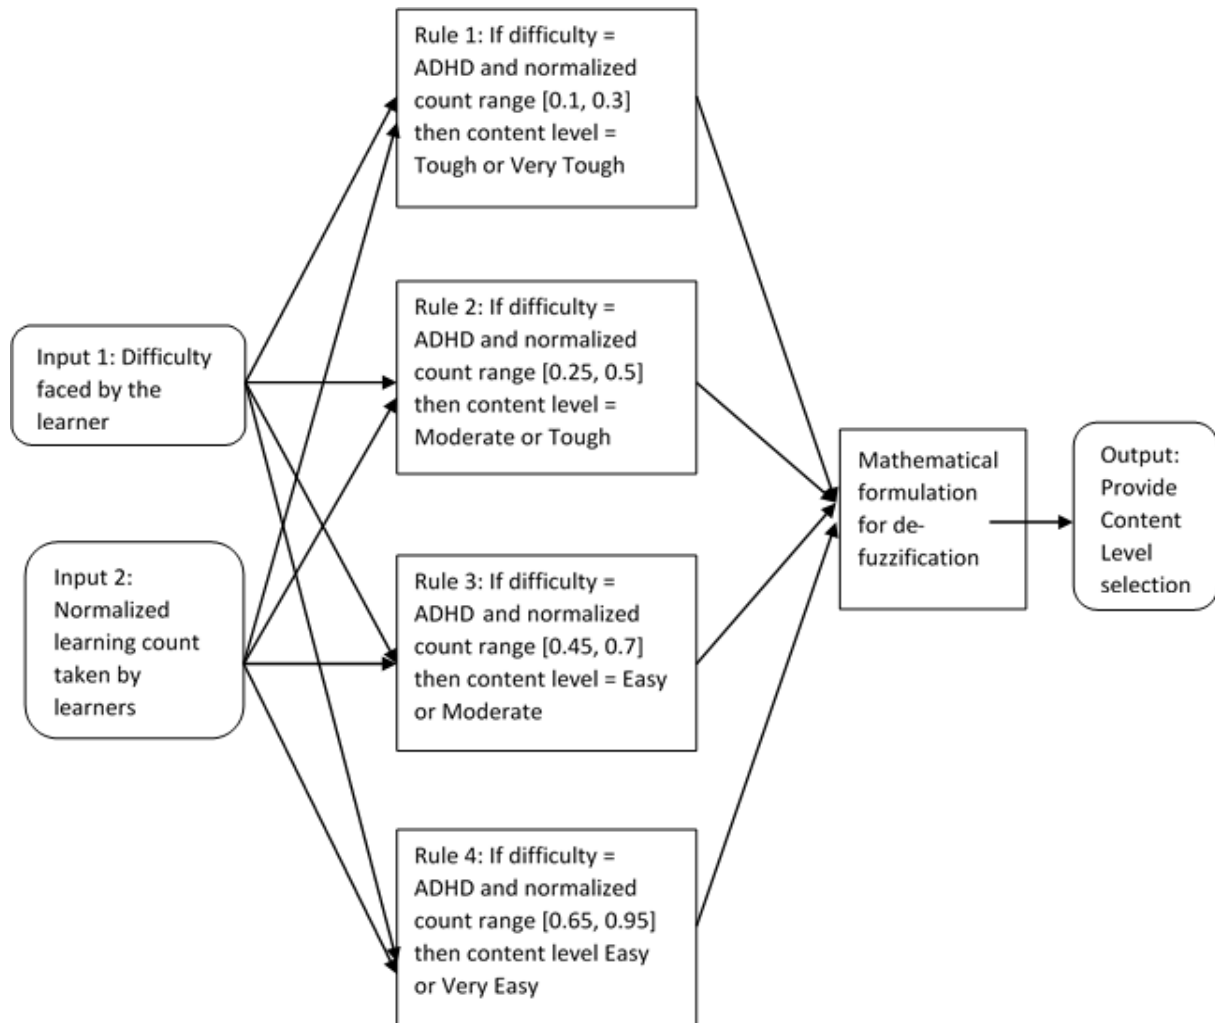 Rule 1: If difficulty =
ADHD and normalized
count range [0.1, 0.3]
then content level =
Tough or Very Tough
Rule 2: If difficulty =
ADHD and normalized
count range [0.25, 0.5]
then content level =
Moderate or Tough
Input 1: Difficulty
faced by the
learner
Input 2:
Normalized
learning count
taken by
learners
Rule 3: If difficulty =
ADHD and normalized
count range [0.45, 0.7]
then content level = Easy
or Moderate
Rule 4: If difficulty =
ADHD and normalized
count range [0.65, 0.95]
then content level Easy
or Very Easy
Mathematical
formulation
for de-
fuzzification
Output:
Provide
Content
Level
selection